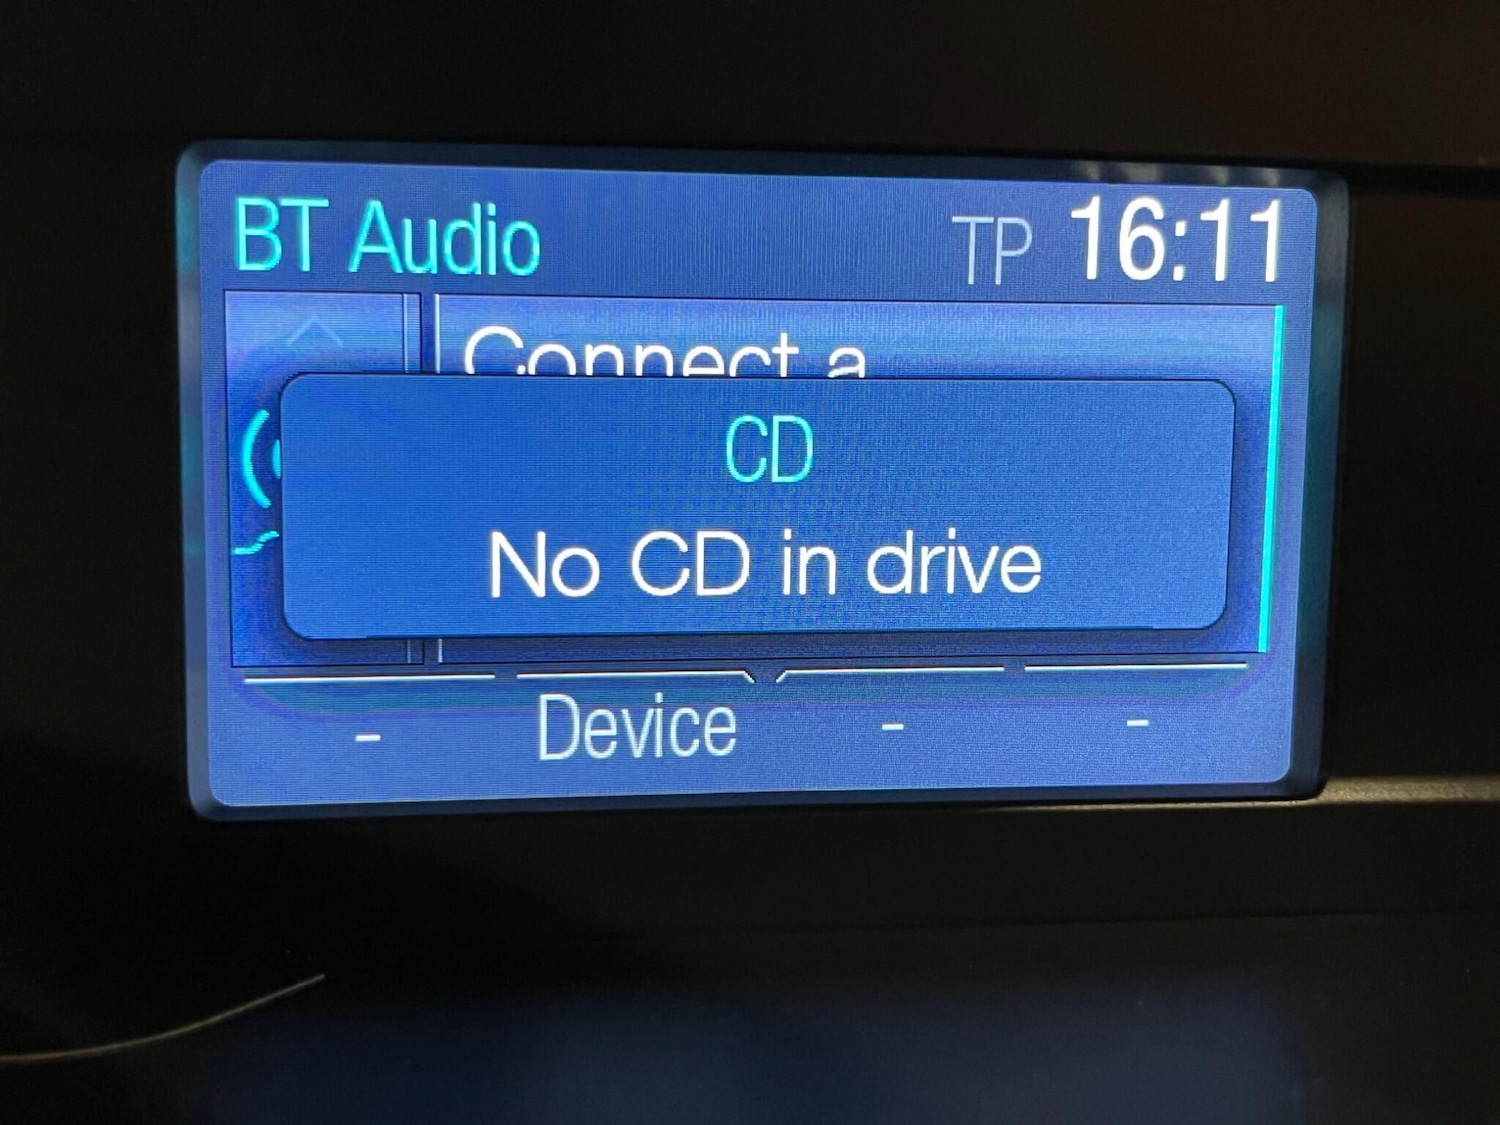 BT Audio TP 16:11
Connect a
CD
No CD in drive
- Device - -